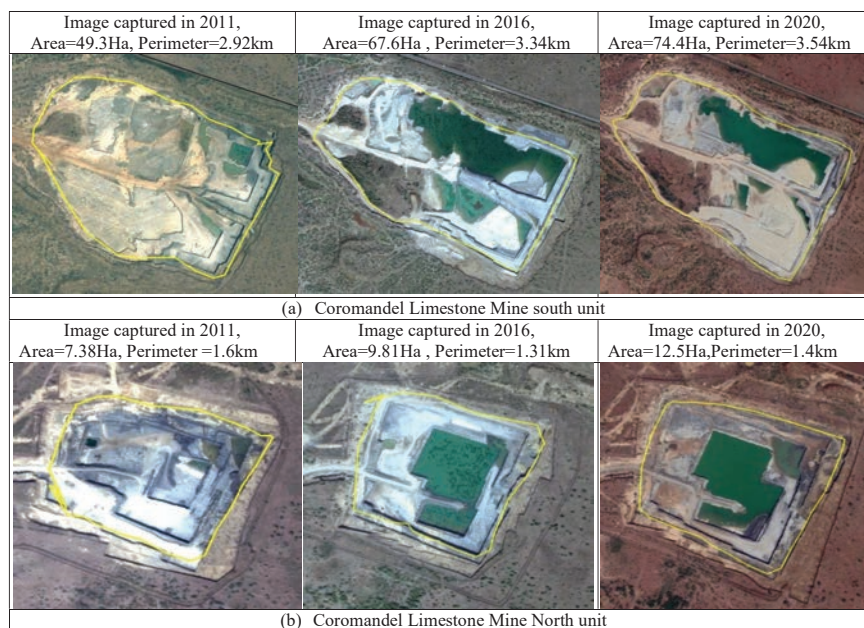 Image captured in 2011,
Area=49.3Ha, Perimeter=2.92km
Image captured in 2016,
Area=67.6Ha , Perimeter=3.34km
Image captured in 2020,
Area=74.4Ha, Perimeter=3.54km
(a) Coromandel Limestone Mine south unit
Image captured in 2011,
Area=7.38Ha, Perimeter =1.6km
Image captured in 2016,
Area=9.81Ha , Perimeter=1.31km
Image captured in 2020,
Area=12.5Ha,Perimeter=1.4km
(b) Coromandel Limestone Mine North unit